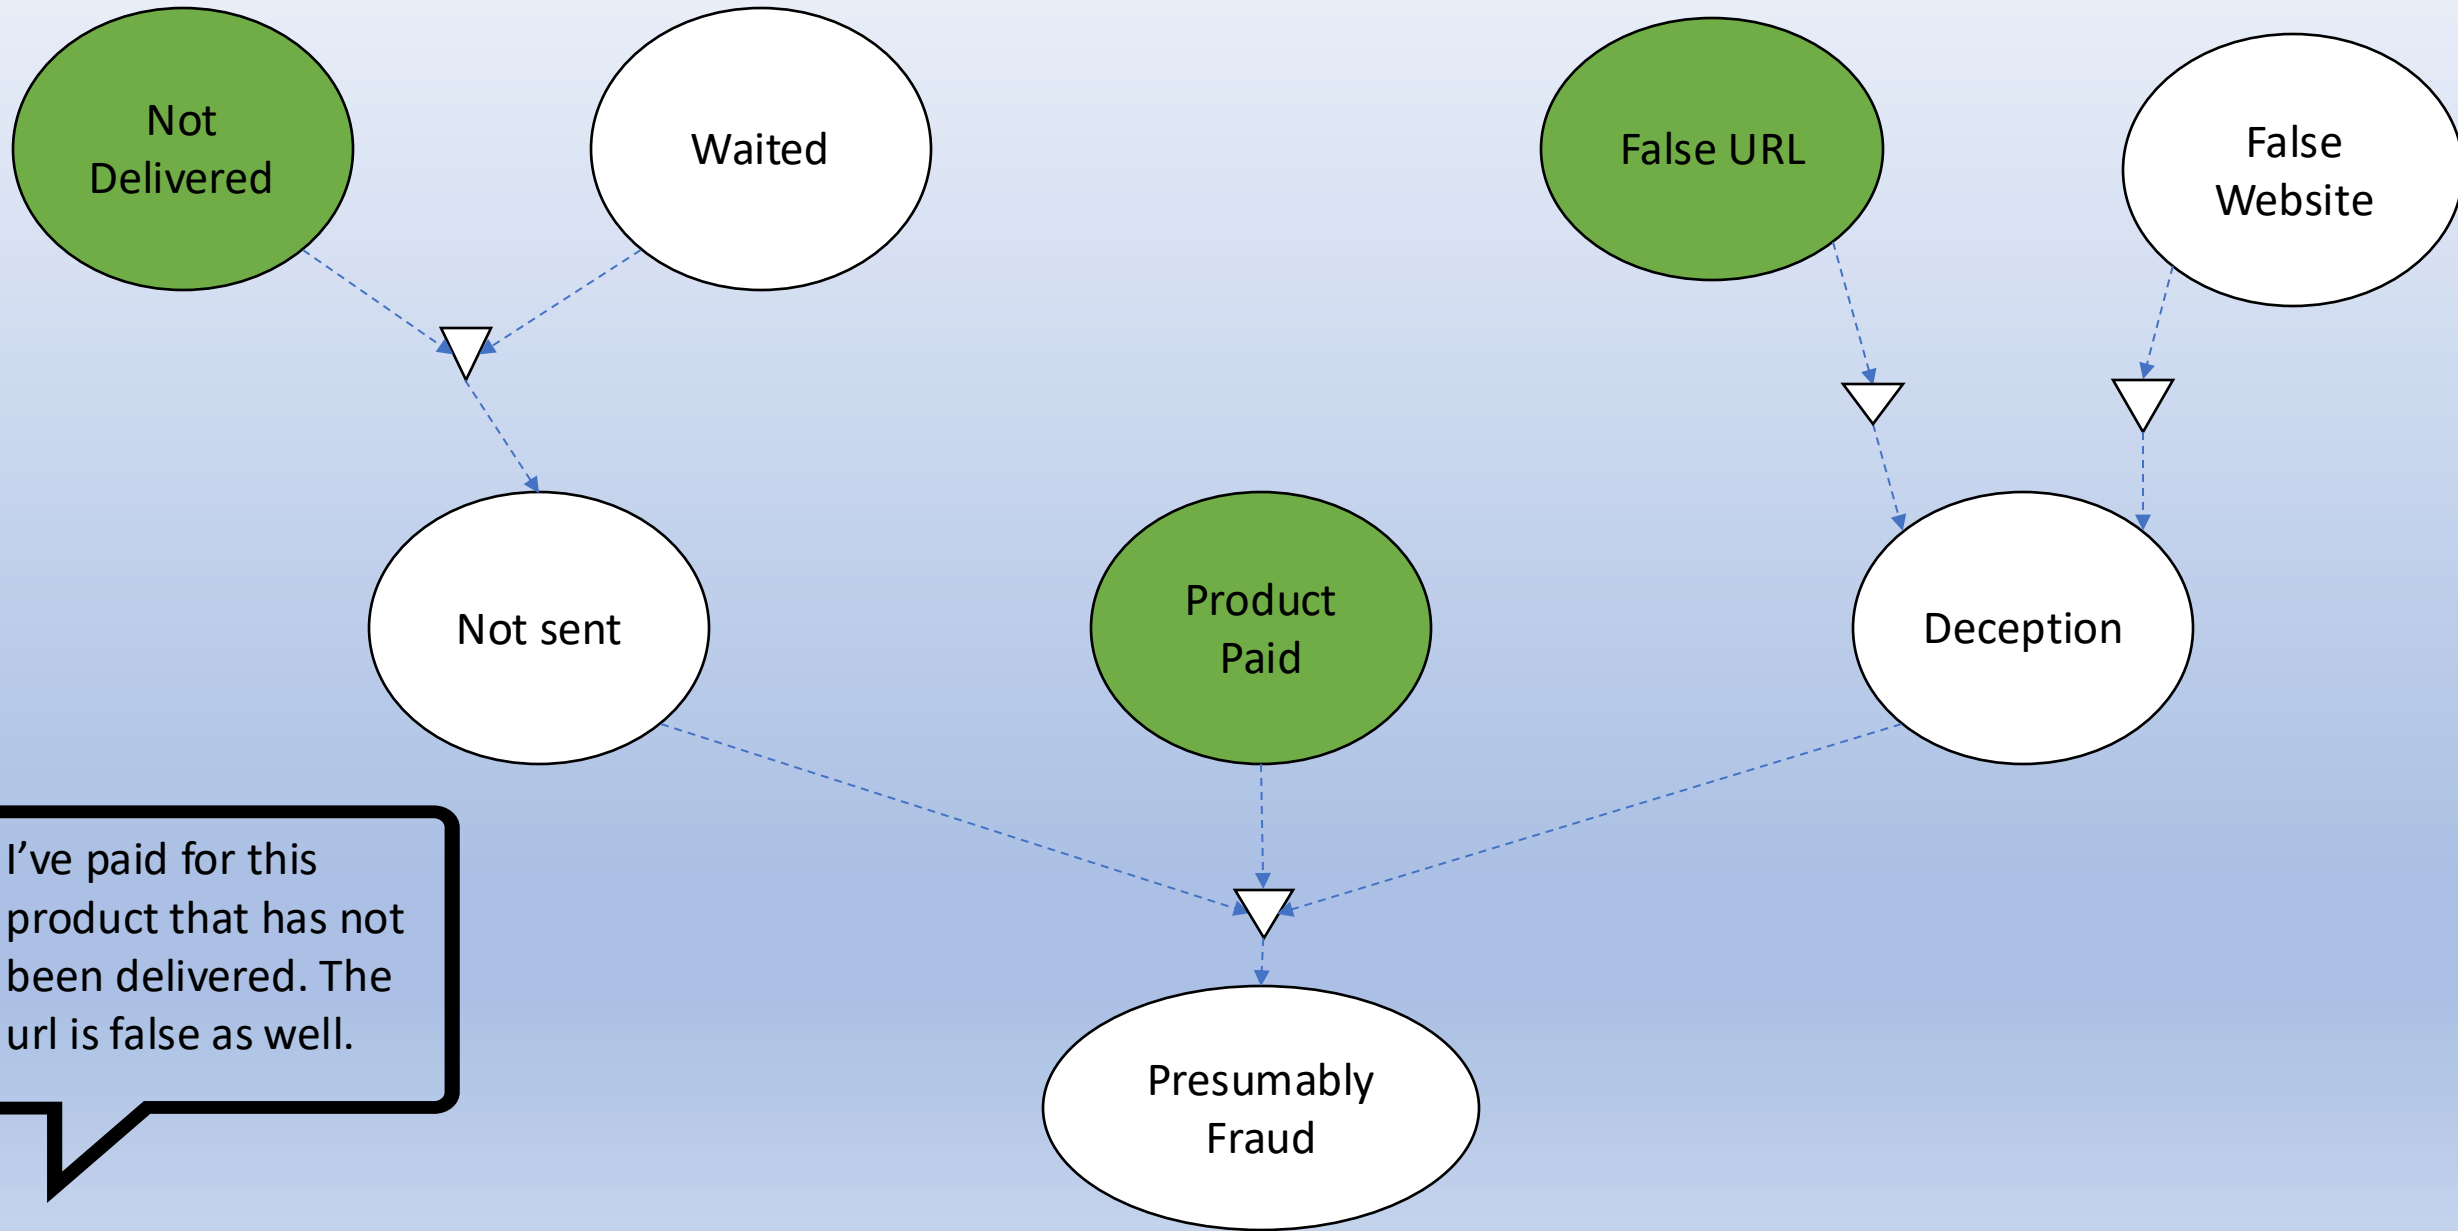 Not
Delivered
Waited
False URL
False
Website
Not sent
Product
Paid
Deception
I’ve paid for this
product that has not
been delivered. The
url is false as well.
Presumably
Fraud